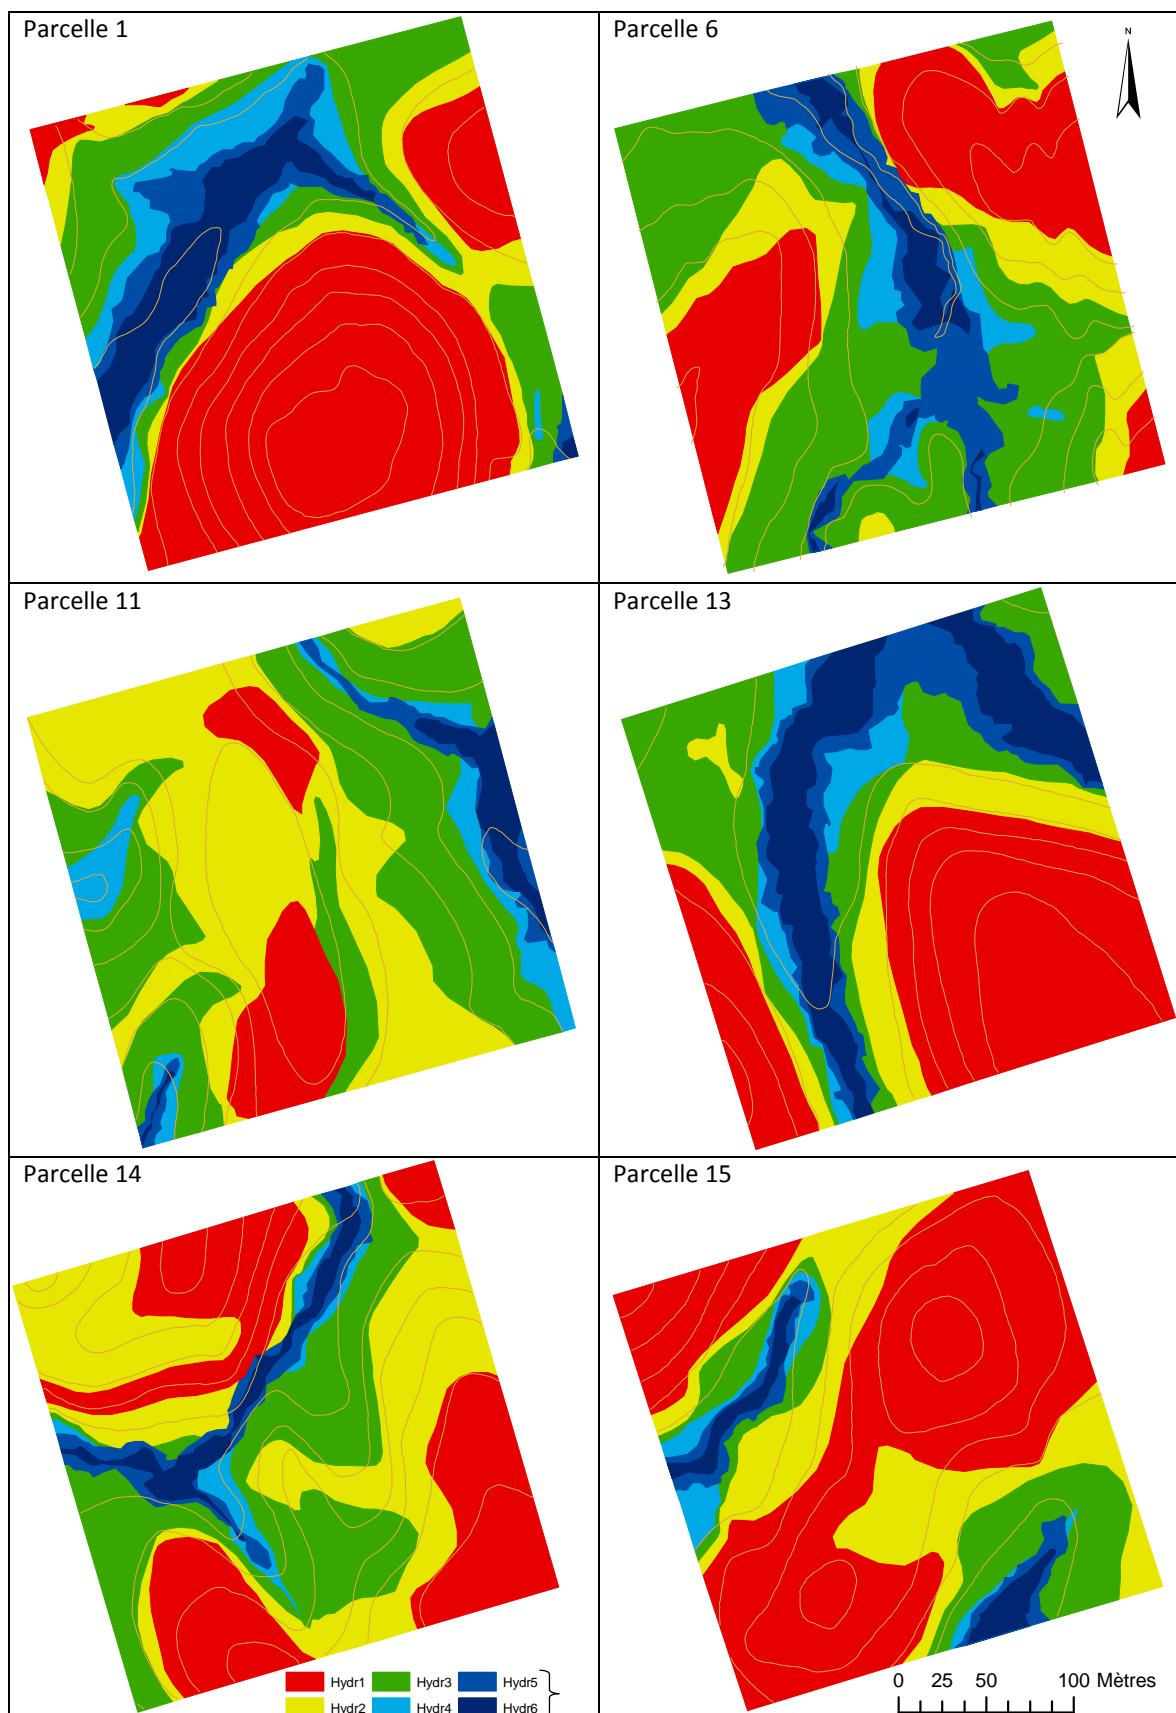 Parcelle 1
Parcelle 6
N
Parcelle 11
Parcelle 13
Parcelle 14
Parcelle 15
Hydr1 Hydr3 Hydr5
Hydr2 Hydr4 Hydr6
0 25 50 100 Mètres